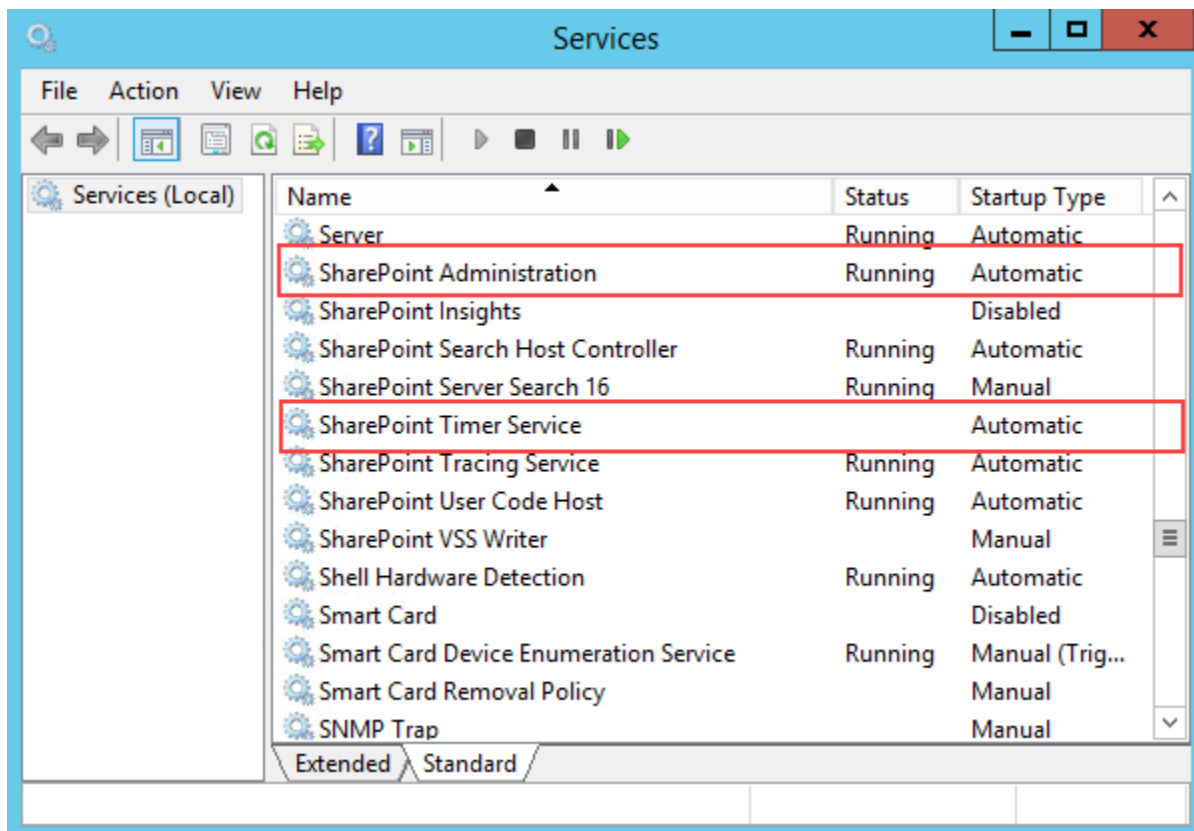 Services
File Action View Help
Services (Local)
Name Status Startup Type
Server Running Automatic
SharePoint Administration Running Automatic
SharePoint Insights Disabled
SharePoint Search Host Controller Running Automatic
SharePoint Server Search 16 Running Manual
SharePoint Timer Service Automatic
SharePoint Tracing Service Running Automatic
SharePoint User Code Host Running Automatic
SharePoint VSS Writer Manual
Shell Hardware Detection Running Automatic
Smart Card Disabled
Smart Card Device Enumeration Service Running Manual (Trig...
Smart Card Removal Policy Manual
SNMP Trap Manual
Extended Standard